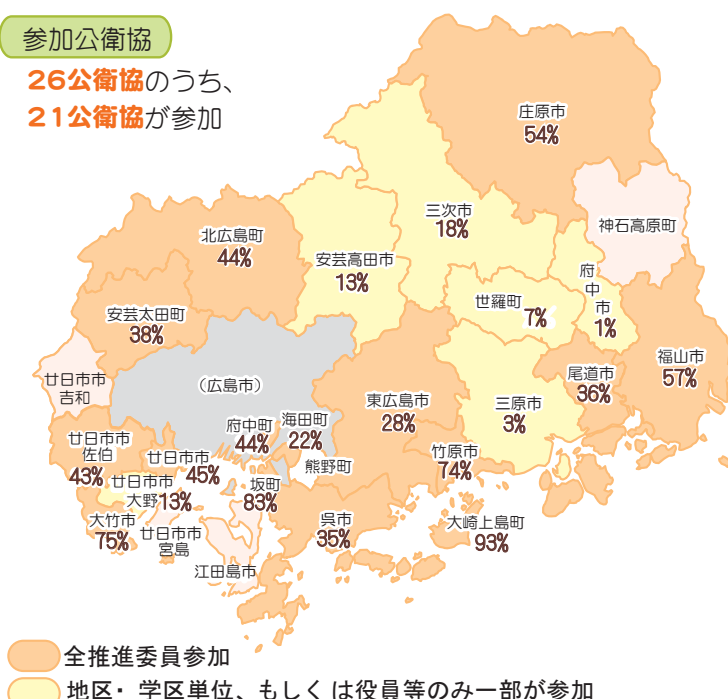 参加公衛協
26公衛協のうち、
21公衛協が参加
庄原市
54%
神石高原町
三次市
18%
北広島町
44%
安芸高田市
13%
府
中
市
1%
世羅町
7%
安芸太田町
38%
福山市
57%
尾道市
36%
廿日市市
吉和
(広島市)
東広島市
28%
三原市
3%
府中町
44%
海田町
22%
熊野町
竹原市
74%
廿日市市
佐伯
43%
廿日市市
45%
廿日市市
大野13%
坂町
83%
大竹市
75%
廿日市市
宮島
江田島市
呉市
35%
大崎上島町
93%
全推進委員参加
地区・学区単位、もしくは役員等のみ一部が参加